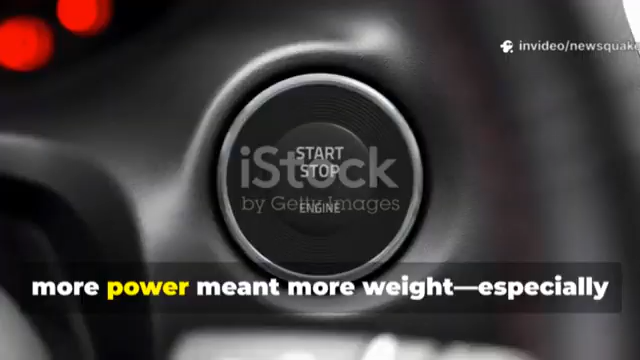 invideo/newsquake
START
STOP
iStock
by Getty Images
ENGINE
more power meant more weight—especially